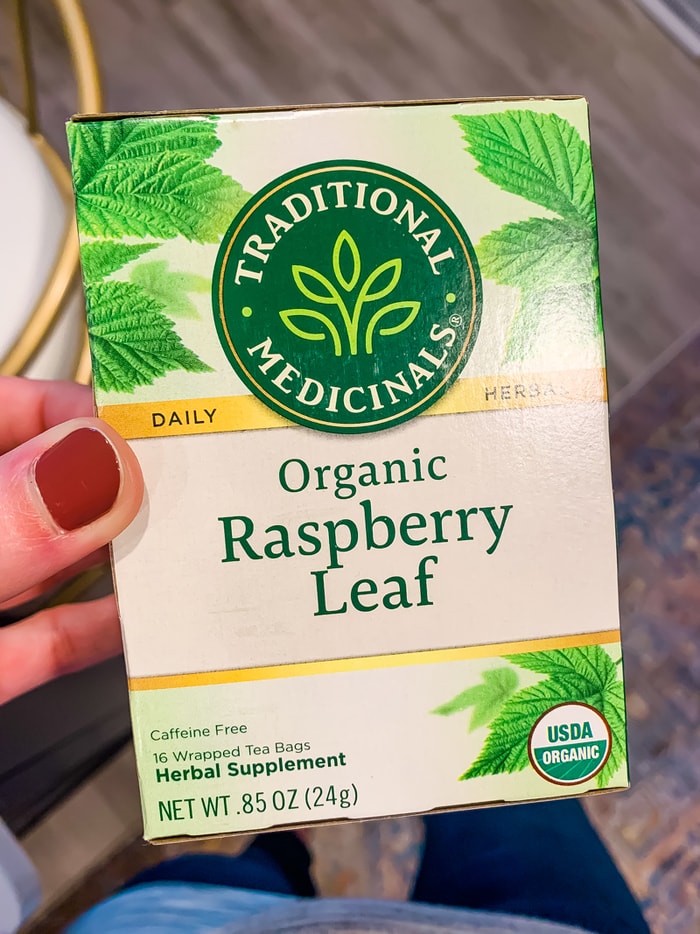 TRADITIONAL
MEDICINALS®
DAILY
HERBAL
Organic
Raspberry
Leaf
Caffeine Free
16 Wrapped Tea Bags
Herbal Supplement
NET WT .85 OZ (24g)
USDA
ORGANIC